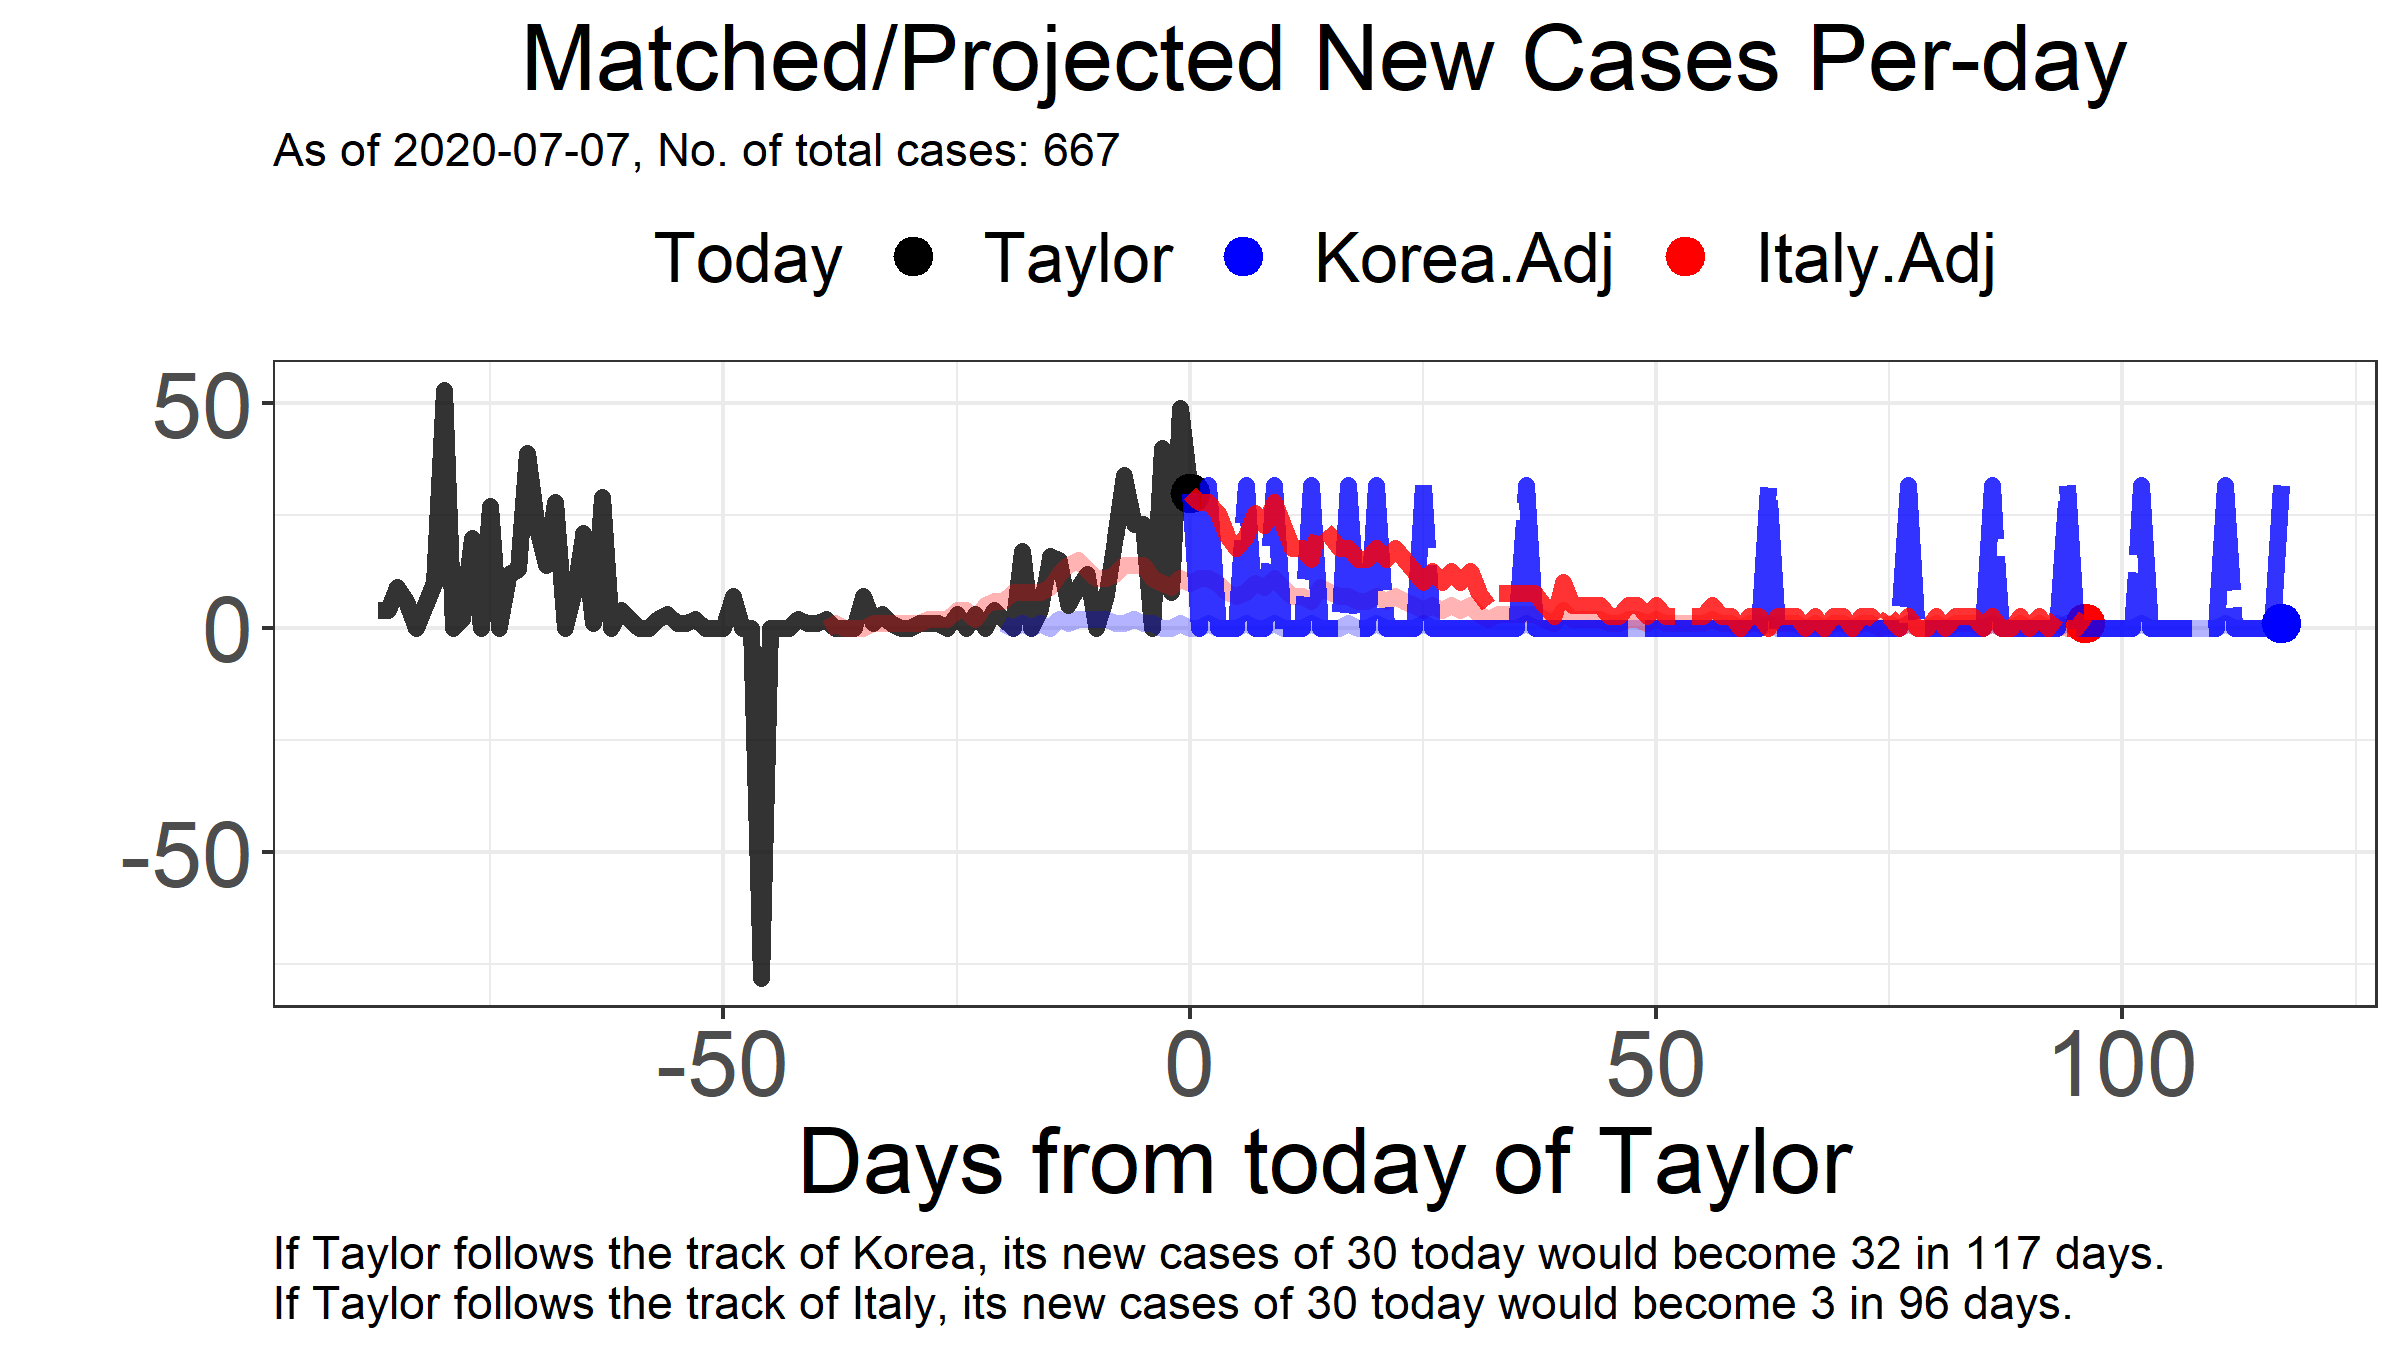 Matched/Projected New Cases Per-day
As of 2020-07-07, No. of total cases: 667
Today Taylor Korea.Adj Italy.Adj
50
0
-50
-50 0 50 100
Days from today of Taylor
If Taylor follows the track of Korea, its new cases of 30 today would become 32 in 117 days.
If Taylor follows the track of Italy, its new cases of 30 today would become 3 in 96 days.